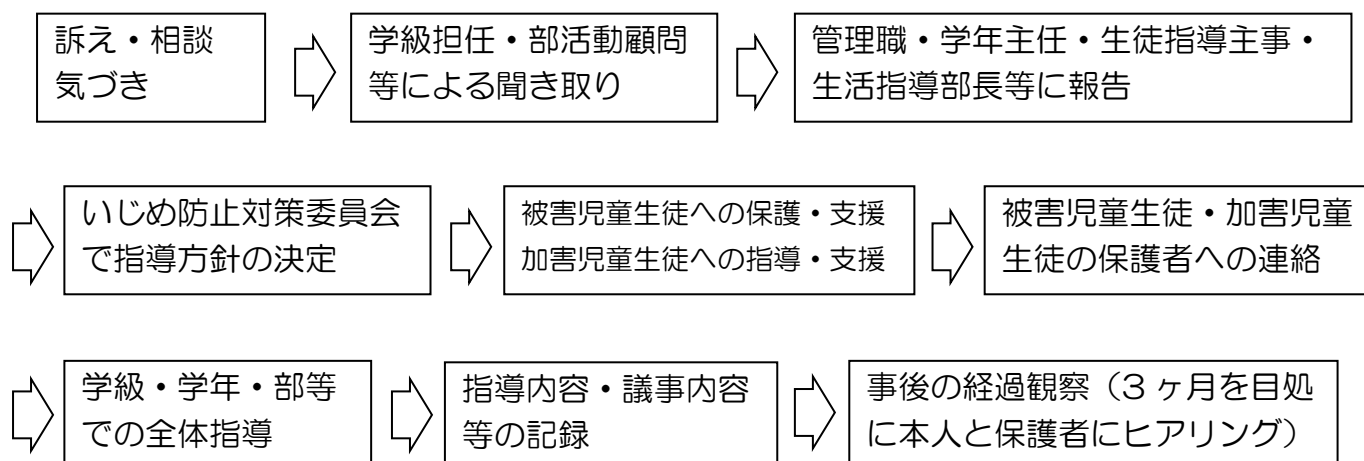 訴え・相談
気づき
学級担任・部活動顧問
等による聞き取り
管理職・学年主任・生徒指導主事・
生活指導部長等に報告
いじめ防止対策委員会
で指導方針の決定
被害児童生徒への保護・支援
加害児童生徒への指導・支援
被害児童生徒・加害児童
生徒の保護者への連絡
学級・学年・部等
での全体指導
指導内容・議事内容
等の記録
事後の経過観察（3 ヶ月を目処
に本人と保護者にヒアリング）